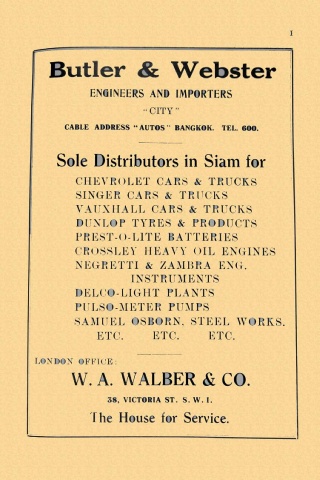 1
Butler & Webster
ENGINEERS AND IMPORTERS
"CITY"
CABLE ADDRESS "AUTOS" BANGKOK. TEL. 600.
Sole Distributors in Siam for
CHEVROLET CARS & TRUCKS
SINGER CARS & TRUCKS
VAUXHALL CARS & TRUCKS
DUNLOP TYRES & PRODUCTS
PREST-O-LITE BATTERIES
CROSSLEY HEAVY OIL ENGINES
NEGRETTI & ZAMBRA ENG.
INSTRUMENTS
DELCO-LIGHT PLANTS
PULSO-METER PUMPS
SAMUEL OSBORN, STEEL WORKS.
ETC. ETC. ETC.
LONDON OFFICE:
W. A. WALBER & CO.
38, VICTORIA ST. S. W. 1.
The House for Service.